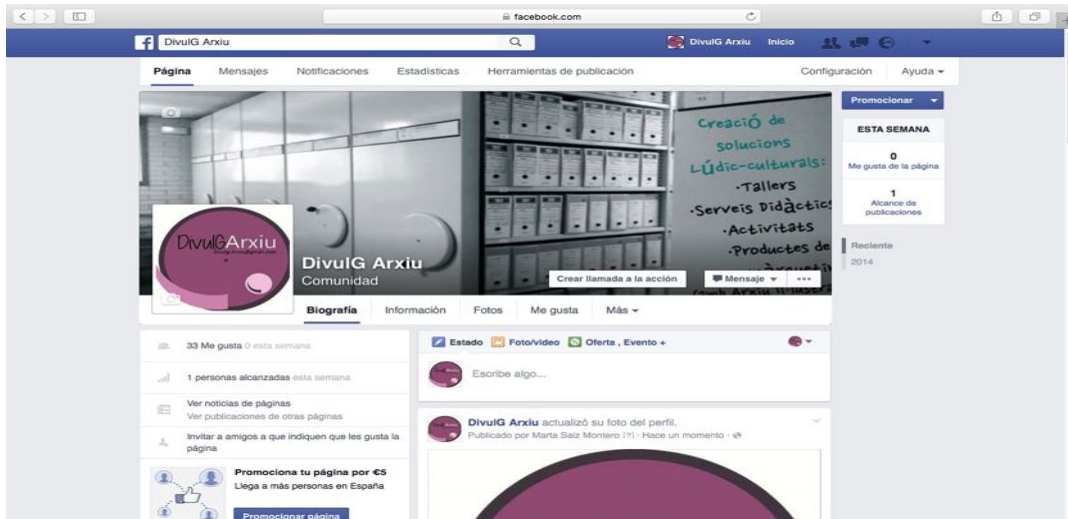 facebook.com
DivulG Arxiu
DivulG Arxiu Inicio
Página Mensajes Notificaciones Estadísticas Herramientas de publicación Configuración Ayuda
Creació de
solucions
Lúdic-culturals:
·Tallers
·Serveis Didàctics
·Activitats
·Productes de
DivulGArxiu
DivulG Arxiu
Comunidad
Crear llamada a la acción
Mensaje
Biografía Información Fotos Me gusta Más
Promocionar
ESTA SEMANA
0
Me gusta de la página
1
Alcance de
publicaciones
Reciente
2014
33 Me gusta 0 esta semana
1 personas alcanzadas esta semana
Ver noticias de páginas
Ver publicaciones de otras páginas
Invitar a amigos a que indiquen que les gusta la
página
Promociona tu página por €5
Llega a más personas en España
Promocionar página
Estado Foto/video Oferta , Evento +
Escribe algo...
DivulG Arxiu actualizó su foto del perfil.
Publicado por Marta Saiz Montero [?] · Hace un momento ·